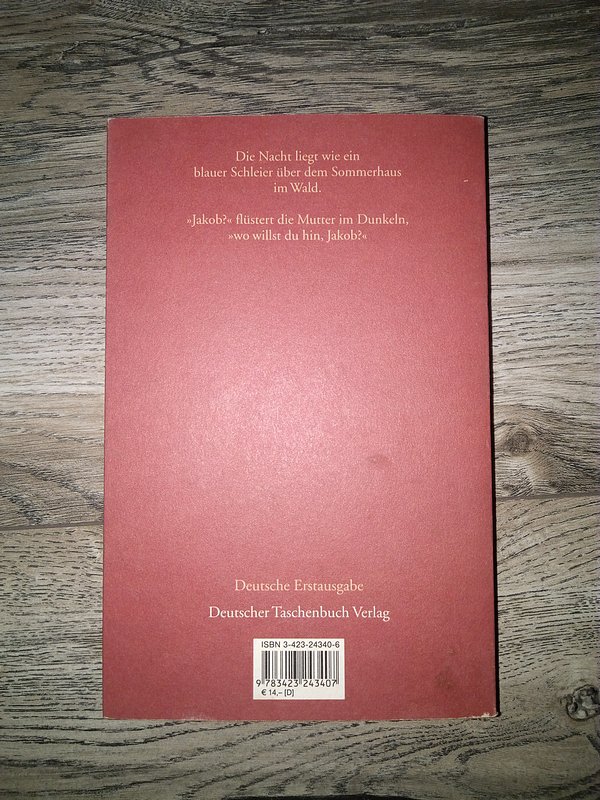 Die Nacht liegt wie ein
blauer Schleier über dem Sommerhaus
im Wald.
»Jakob?« flüstert die Mutter im Dunkeln,
»wo willst du hin, Jakob?«
Deutsche Erstausgabe
Deutscher Taschenbuch Verlag
ISBN 3-423-24340-6
9 783423 243407
€ 14,– [D]